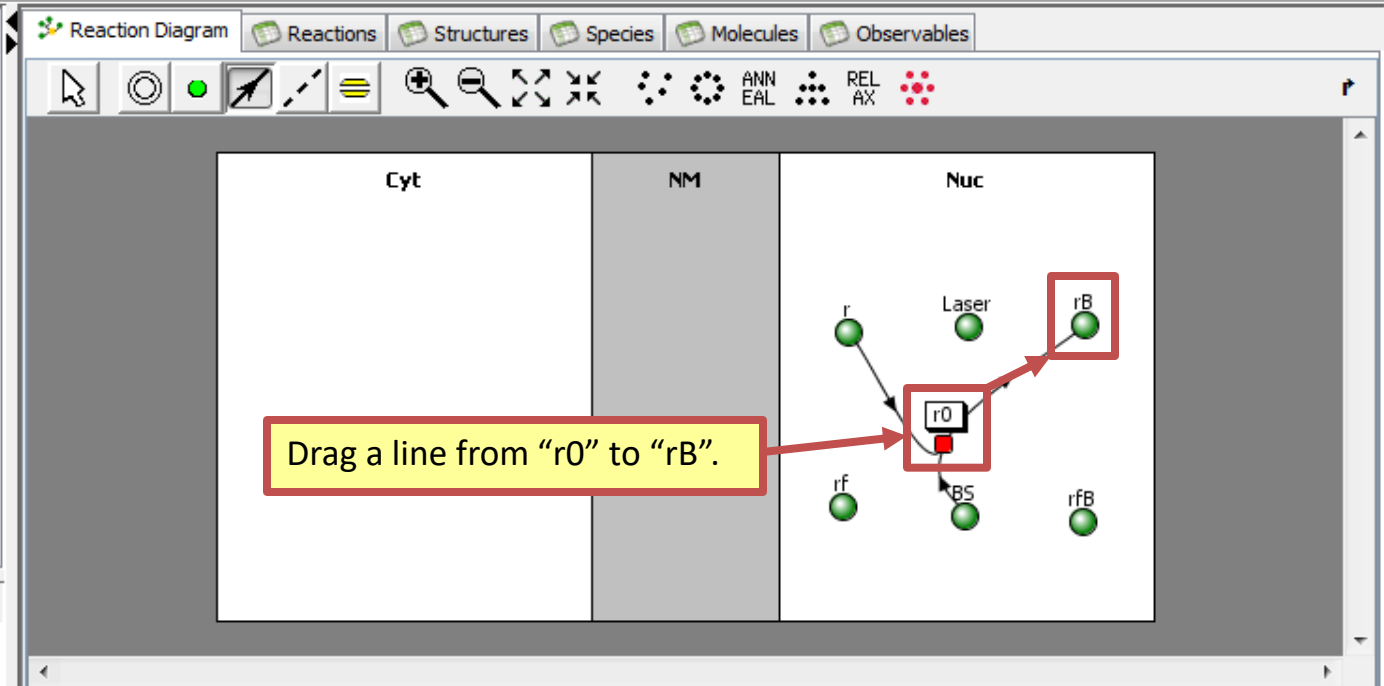 Reaction Diagram Reactions Structures Species Molecules Observables
ANN EAL REL AX
Cyt NM Nuc
r Laser rB
r0
Drag a line from “r0” to “rB”.
rf BS rfB